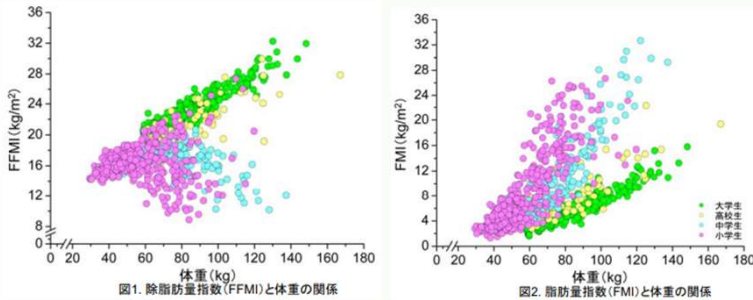 36
32
28
24
20
16
12
8
0
FFMI(kg/m²)
0 20 40 60 80 100 120 140 160 180
体重(kg)
図1. 除脂肪量指数(FFMI)と体重の関係
36
32
28
24
20
16
12
8
4
0
FMI(kg/m²)
大学生
高校生
中学生
小学生
0 20 40 60 80 100 120 140 160 180
体重(kg)
図2. 脂肪量指数(FMI)と体重の関係